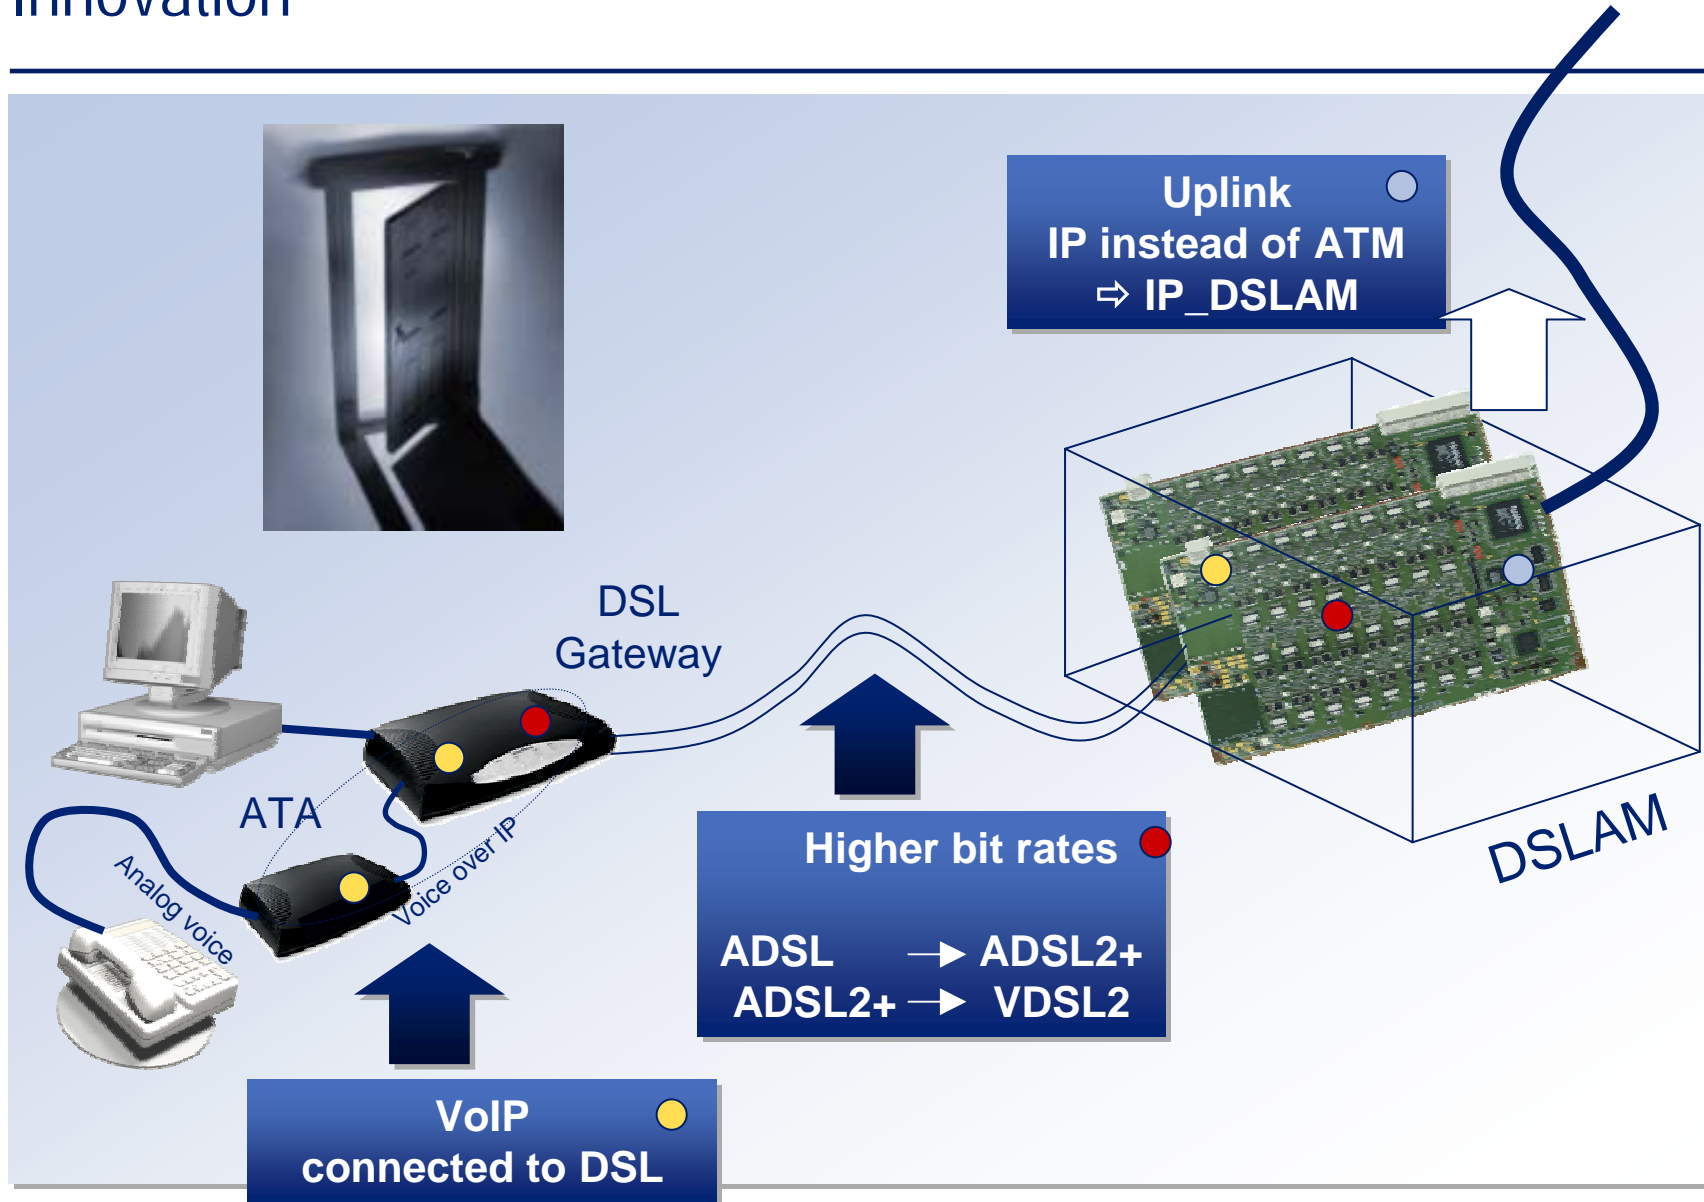 Innovation
Uplink
IP instead of ATM
⇨ IP_DSLAM
DSL
Gateway
ATA
Analog voice
Voice over IP
DSLAM
Higher bit rates
ADSL → ADSL2+
ADSL2+ → VDSL2
VoIP
connected to DSL